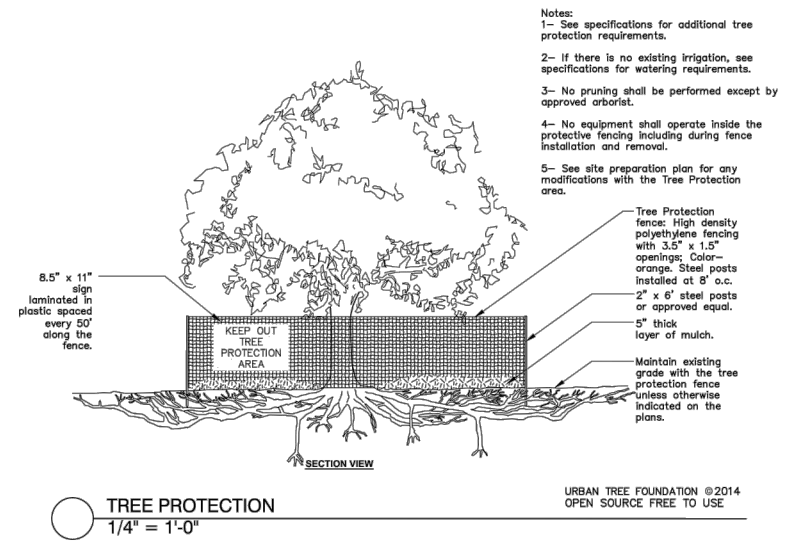 Notes:
1– See specifications for additional tree
protection requirements.
2– If there is no existing irrigation, see
specifications for watering requirements.
3– No pruning shall be performed except by
approved arborist.
4– No equipment shall operate inside the
protective fencing including during fence
installation and removal.
5– See site preparation plan for any
modifications with the Tree Protection
area.
Tree Protection
fence: High density
polyethylene fencing
with 3.5" x 1.5"
openings; Color–
orange. Steel posts
installed at 8' o.c.
2" x 6' steel posts
or approved equal.
5" thick
layer of mulch.
Maintain existing
grade with the tree
protection fence
unless otherwise
indicated on the
plans.
8.5" x 11"
sign
laminated in
plastic spaced
every 50'
along the
fence.
KEEP OUT
TREE
PROTECTION
AREA
SECTION VIEW
TREE PROTECTION
1/4" = 1'-0"
URBAN TREE FOUNDATION ©2014
OPEN SOURCE FREE TO USE